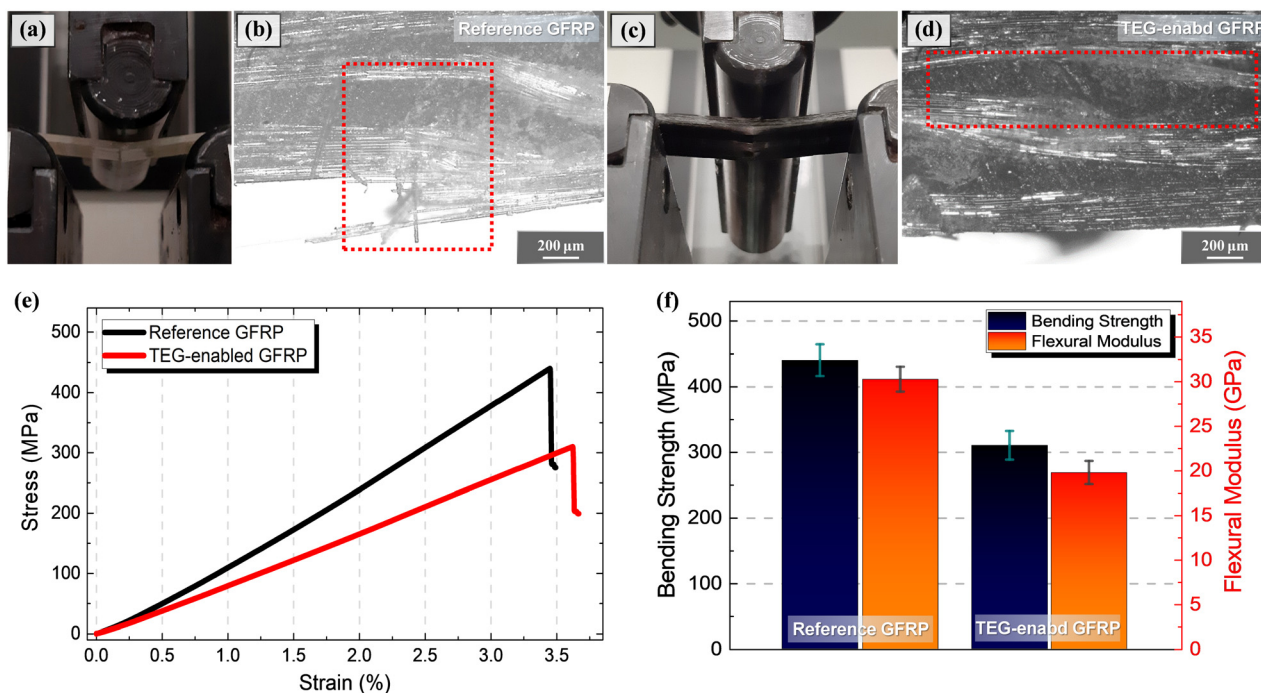 (a)
(b)
Reference GFRP
200 µm
(c)
(d)
TEG-enabd GFRP
200 µm
(e)
Reference GFRP
TEG-enabled GFRP
500
400
300
200
100
0
Stress (MPa)
0.0 0.5 1.0 1.5 2.0 2.5 3.0 3.5
Strain (%)
(f)
Bending Strength
Flexural Modulus
500
400
300
200
100
0
Bending Strength (MPa)
35
30
25
20
15
10
5
0
Flexural Modulus (GPa)
Reference GFRP
TEG-enabd GFRP